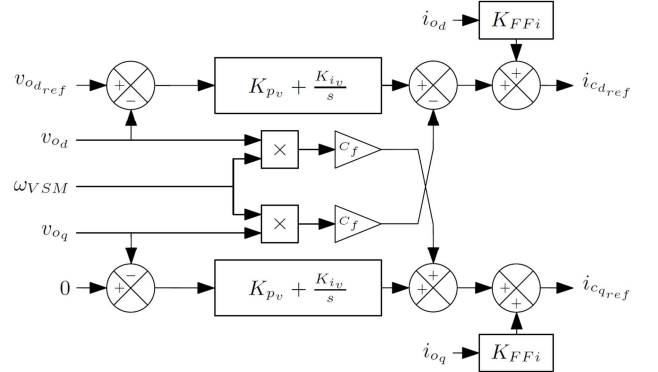 i_{o_d} K_{FFi}
v_{o_{d_{ref}}} + − K_{p_v} + \frac{K_{i_v}}{s} + − + + i_{c_{d_{ref}}}
v_{o_d} × C_f
ω_{VSM}
v_{o_q} × C_f
0 + − K_{p_v} + \frac{K_{i_v}}{s} + + + + i_{c_{q_{ref}}}
i_{o_q} K_{FFi}